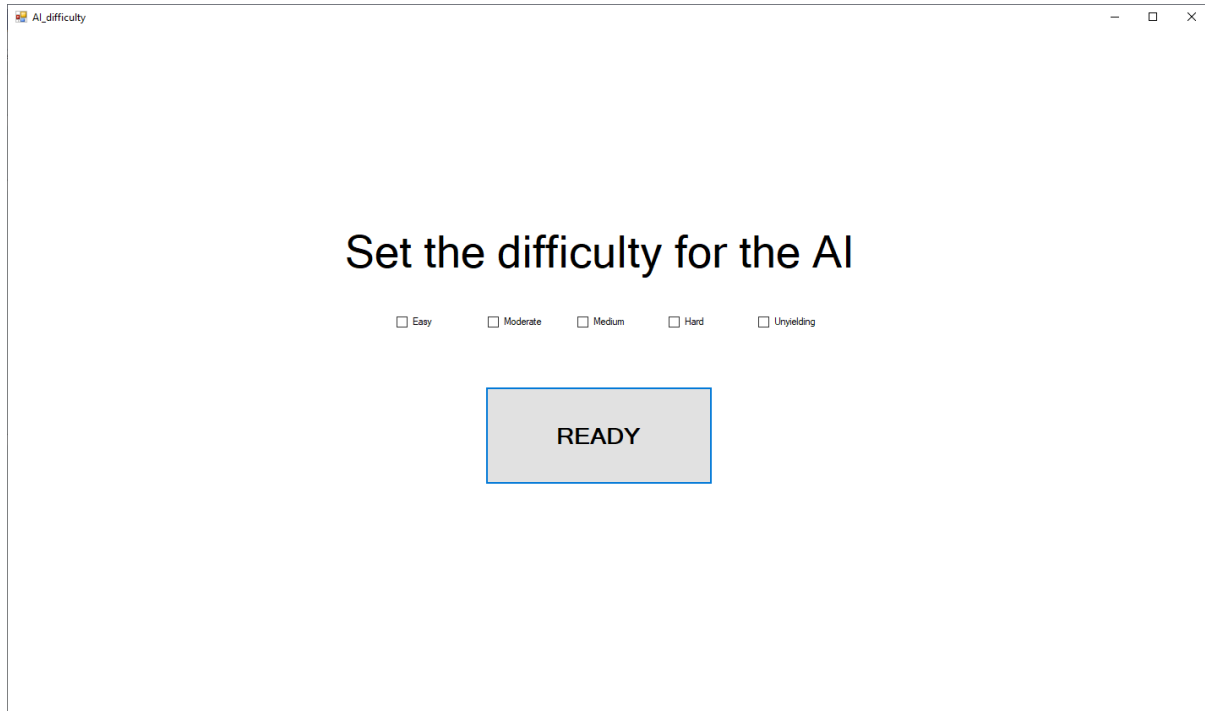 AI_difficulty
Set the difficulty for the AI
Easy Moderate Medium Hard Unyielding
READY